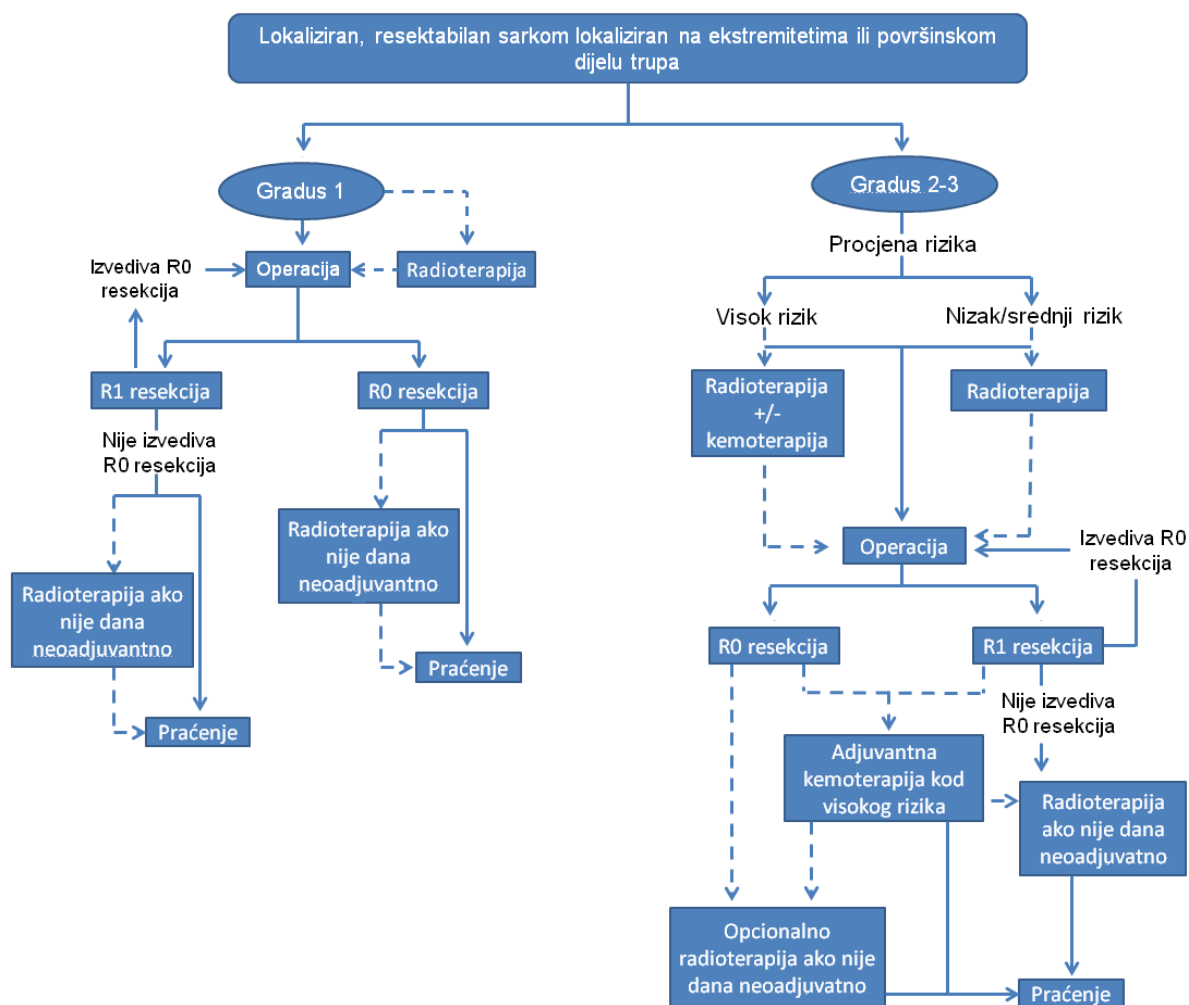 Lokaliziran, resektabilan sarkom lokaliziran na ekstremitetima ili površinskom
dijelu trupa
Gradus 1
Operacija
Radioterapija
Izvediva R0
resekcija
R1 resekcija
R0 resekcija
Nije izvediva
R0 resekcija
Radioterapija ako
nije dana
neoadjuvantno
Praćenje
Radioterapija ako
nije dana
neoadjuvantno
Praćenje
Gradus 2-3
Procjena rizika
Visok rizik
Nizak/srednji rizik
Radioterapija
+/-
kemoterapija
Radioterapija
Operacija
Izvediva R0
resekcija
R0 resekcija
R1 resekcija
Nije izvediva
R0 resekcija
Adjuvantna
kemoterapija kod
visokog rizika
Radioterapija
ako nije dana
neoadjuvatno
Opcionalno
radioterapija ako nije
dana neoadjuvatno
Praćenje